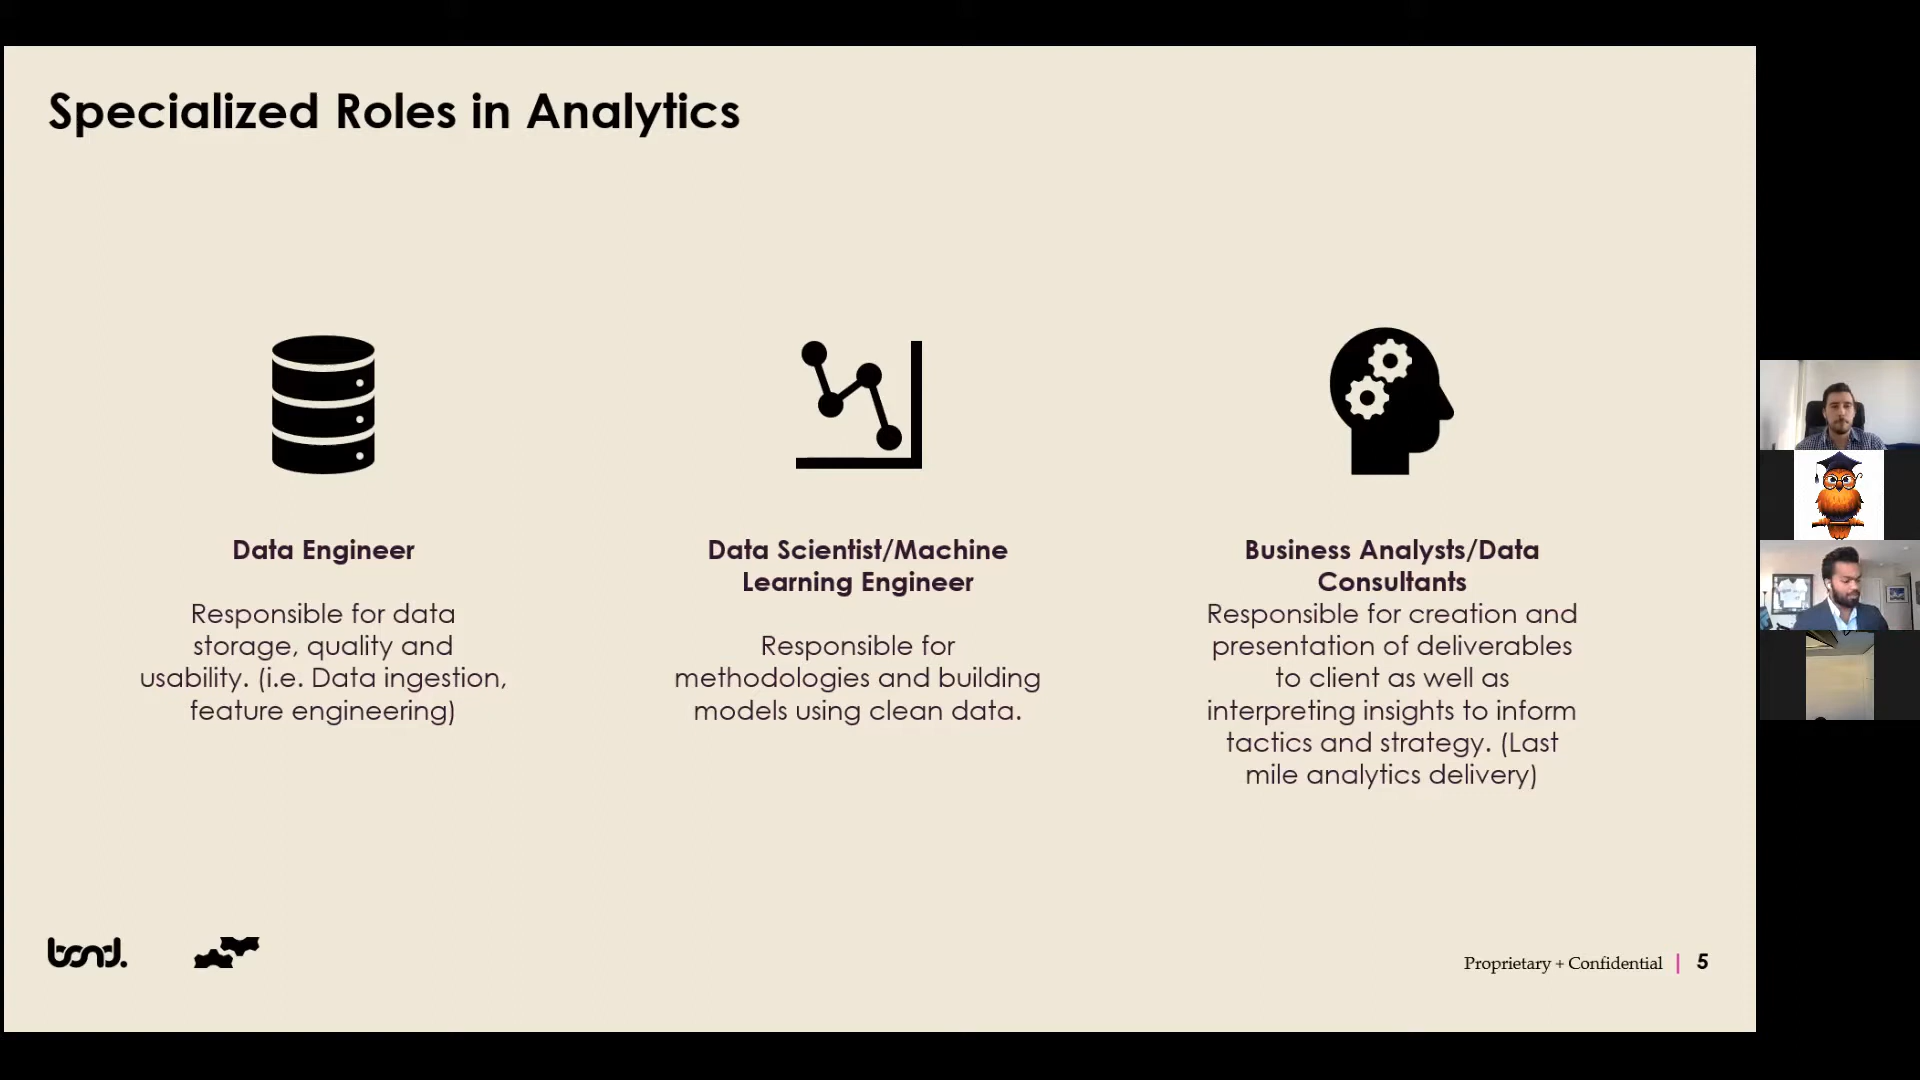 Specialized Roles in Analytics
Data Engineer
Responsible for data
storage, quality and
usability. (i.e. Data ingestion,
feature engineering)
Data Scientist/Machine
Learning Engineer
Responsible for
methodologies and building
models using clean data.
Business Analysts/Data
Consultants
Responsible for creation and
presentation of deliverables
to client as well as
interpreting insights to inform
tactics and strategy. (Last
mile analytics delivery)
bond.
Proprietary + Confidential | 5